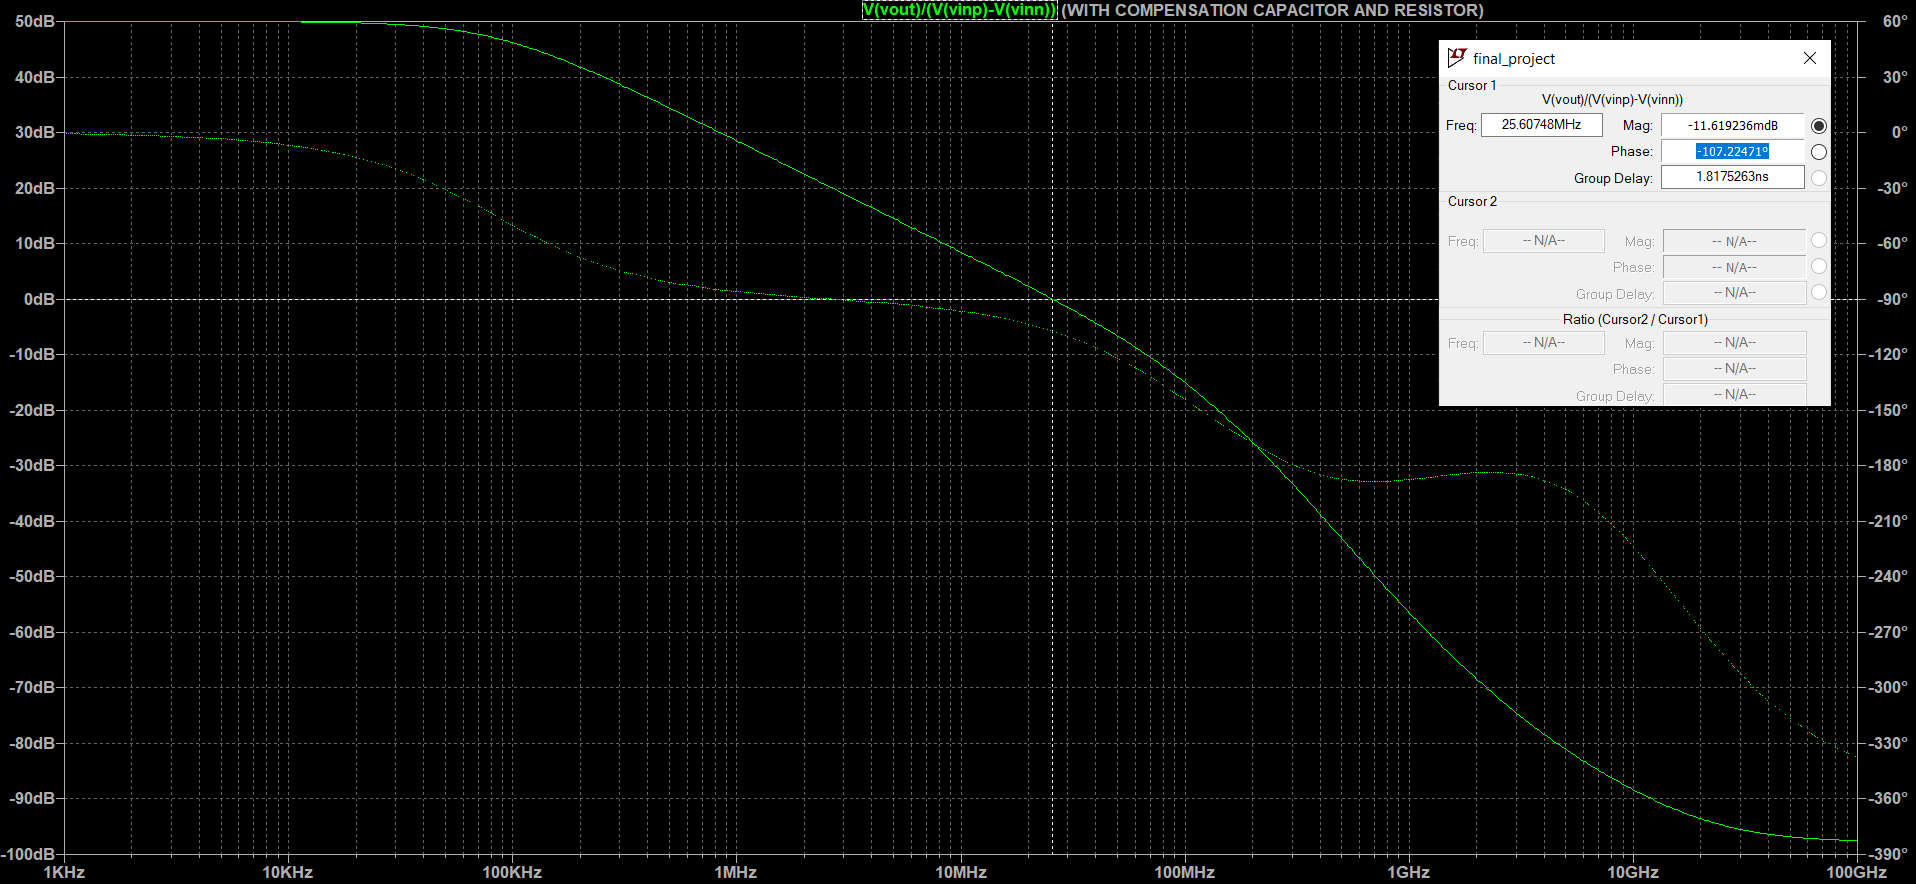 V(vout)/(V(vinp)-V(vinn)) (WITH COMPENSATION CAPACITOR AND RESISTOR)
50dB
40dB
30dB
20dB
10dB
0dB
-10dB
-20dB
-30dB
-40dB
-50dB
-60dB
-70dB
-80dB
-90dB
-100dB
60°
30°
0°
-30°
-60°
-90°
-120°
-150°
-180°
-210°
-240°
-270°
-300°
-330°
-360°
-390°
1KHz 10KHz 100KHz 1MHz 10MHz 100MHz 1GHz 10GHz 100GHz
final_project
Cursor 1
V(vout)/(V(vinp)-V(vinn))
Freq: 25.60748MHz Mag: -11.619236mdB
Phase: -107.22471°
Group Delay: 1.8175263ns
Cursor 2
Freq: -- N/A-- Mag: -- N/A--
Phase: -- N/A--
Group Delay: -- N/A--
Ratio (Cursor2 / Cursor1)
Freq: -- N/A-- Mag: -- N/A--
Phase: -- N/A--
Group Delay: -- N/A--